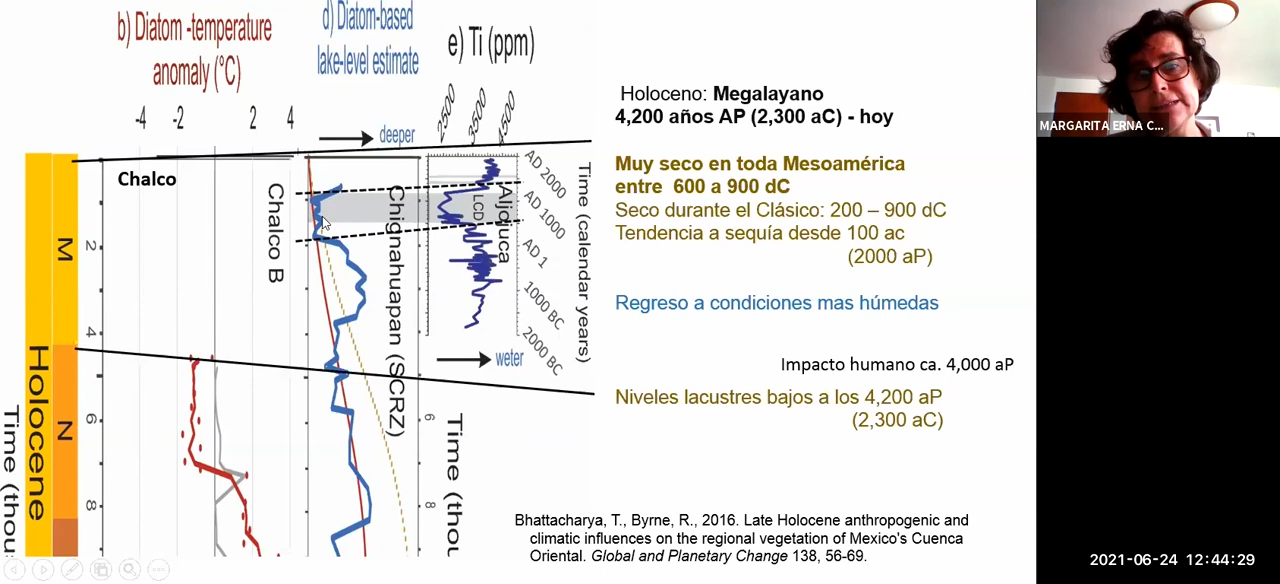 b) Diatom -temperature
anomaly (°C)
-4 -2 2 4
d) Diatom-based
lake-level estimate
deeper
e) Ti (ppm)
2500 3500 4500
Chalco
Chalco B
Chignahuapan (SCRZ)
LCD
Aljojuca
AD 2000
AD 1000
AD 1
1000 BC
2000 BC
Time (calendar years)
weter
M
N
Holocene
2
4
6
8
6
8
Time (thou
Holoceno: Megalayano
4,200 años AP (2,300 aC) - hoy
Muy seco en toda Mesoamérica
entre 600 a 900 dC
Seco durante el Clásico: 200 – 900 dC
Tendencia a sequía desde 100 ac
(2000 aP)
Regreso a condiciones mas húmedas
Impacto humano ca. 4,000 aP
Niveles lacustres bajos a los 4,200 aP
(2,300 aC)
Bhattacharya, T., Byrne, R., 2016. Late Holocene anthropogenic and
climatic influences on the regional vegetation of Mexico's Cuenca
Oriental. Global and Planetary Change 138, 56-69.
MARGARITA ERNA C...
2021-06-24 12:44:29